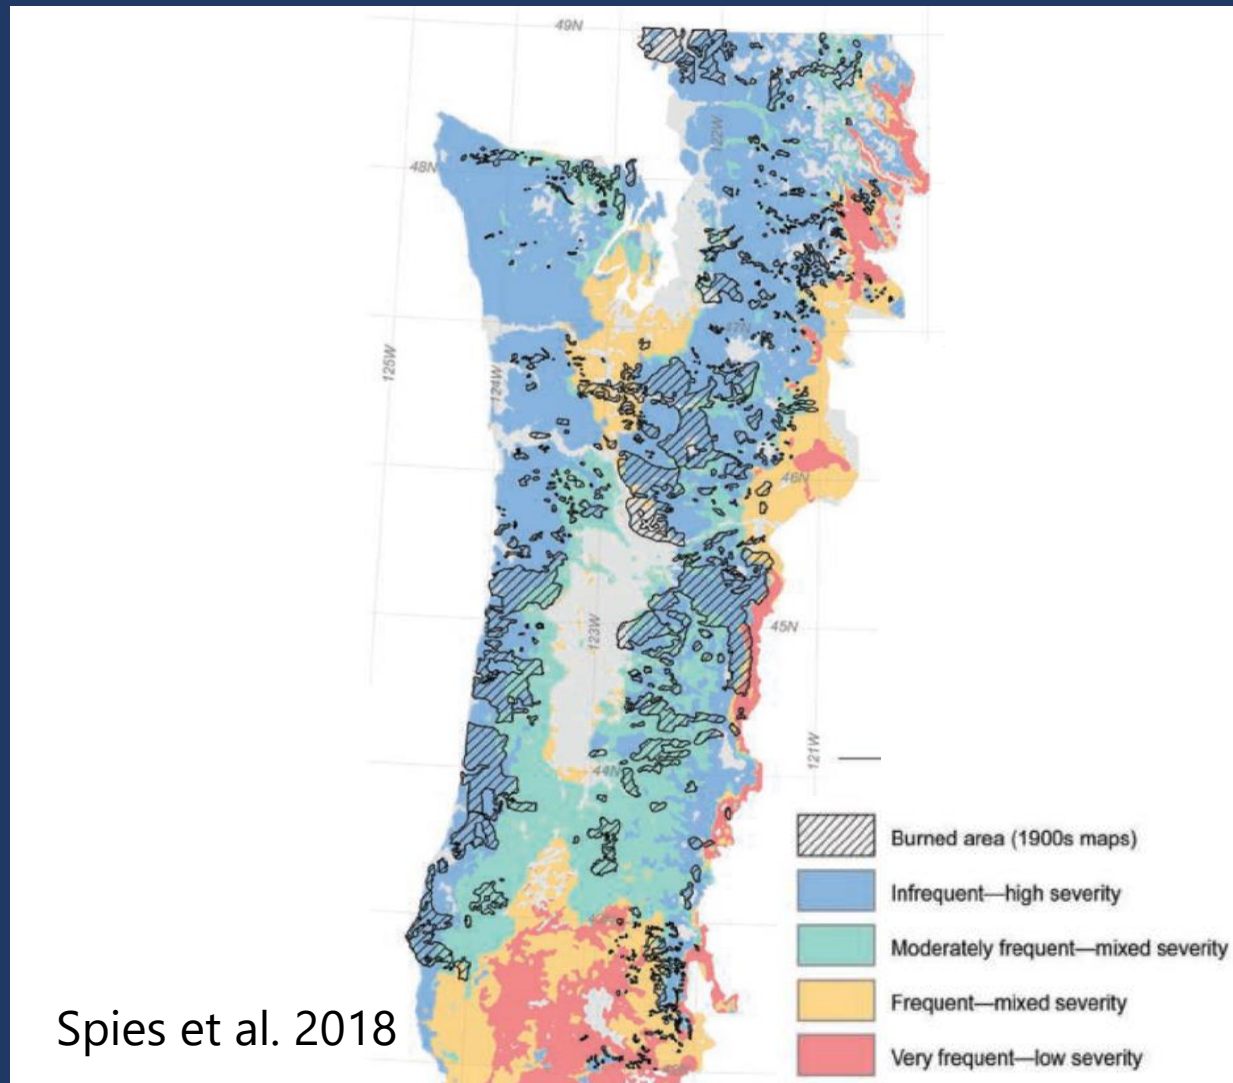 49N
122W
48N
47N
125W
124W
46N
45N
123W
121W
44N
Burned area (1900s maps)
Infrequent—high severity
Moderately frequent—mixed severity
Frequent—mixed severity
Very frequent—low severity
Spies et al. 2018